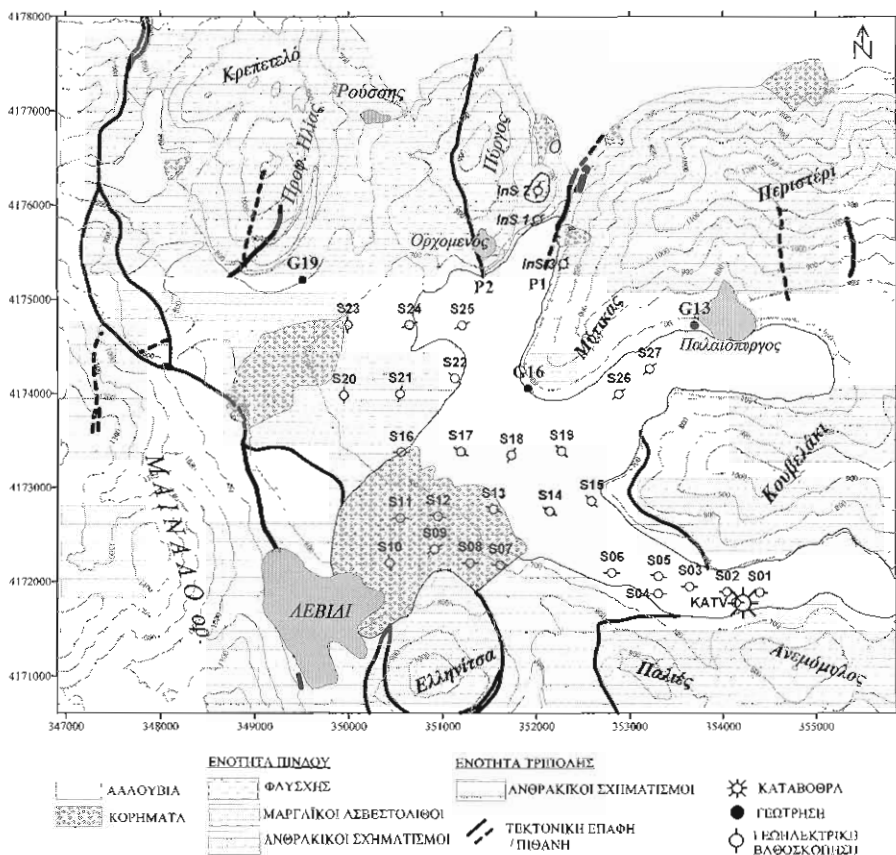 4178000
4177000
4176000
4175000
4174000
4173000
4172000
4171000
N
Κρεπετελό
Ρούσσης
Προφ. Ηλίας
Πύργος
InS 2
InS 1
InS 3
Ορχομενός
Περιστέρι
G19
P2
P1
Μύτικας
G13
Παλαιόπυργος
S23
S24
S25
S22
S27
G16
S26
S20
S21
S16
S17
S18
S19
Κουβελάκι
ΜΑΙΝΑΛΟ όρ.
S11
S12
S13
S14
S15
S09
S10
S08
S07
S06
S05
S04
S03
S02
S01
KATV
ΛΕΒΙΔΙ
Ελληνίτσα
Παλιές
Ανεμόμυλος
347000
348000
349000
350000
351000
352000
353000
354000
355000
ΑΛΛΟΥΒΙΑ
ΚΟΡΗΜΑΤΑ
ΕΝΟΤΗΤΑ ΠΙΝΔΟΥ
ΦΛΥΣΧΗΣ
ΜΑΡΓΑΪΚΟΙ ΑΣΒΕΣΤΟΛΙΘΟΙ
ΑΝΘΡΑΚΙΚΟΙ ΣΧΗΜΑΤΙΣΜΟΙ
ΕΝΟΤΗΤΑ ΤΡΙΠΟΛΗΣ
ΑΝΘΡΑΚΙΚΟΙ ΣΧΗΜΑΤΙΣΜΟΙ
ΤΕΚΤΟΝΙΚΗ ΕΠΑΦΗ
/ ΠΙΘΑΝΗ
ΚΑΤΑΒΟΘΡΑ
ΓΕΩΤΡΗΣΗ
ΓΕΩΗΛΕΚΤΡΙΚΗ
ΒΑΘΟΣΚΟΠΗΣΗ